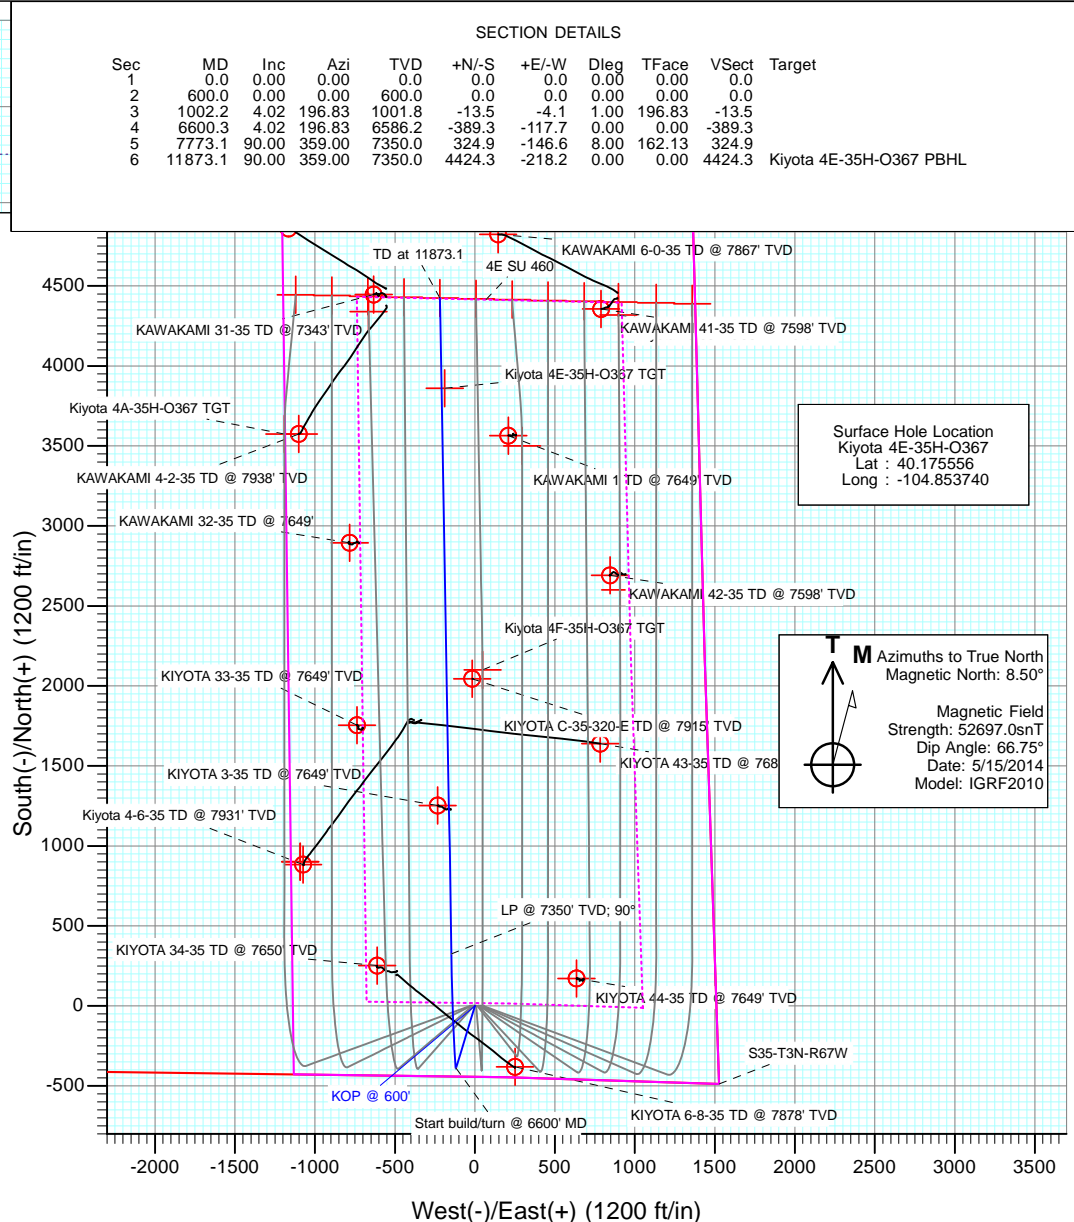 SECTION DETAILS
Sec MD Inc Azi TVD +N/-S +E/-W Dleg TFace VSect Target
1 0.0 0.00 0.00 0.0 0.0 0.0 0.00 0.00 0.0
2 600.0 0.00 0.00 600.0 0.0 0.0 0.00 0.00 0.0
3 1002.2 4.02 196.83 1001.8 -13.5 -4.1 1.00 196.83 -13.5
4 6600.3 4.02 196.83 6586.2 -389.3 -117.7 0.00 0.00 -389.3
5 7773.1 90.00 359.00 7350.0 324.9 -146.6 8.00 162.13 324.9
6 11873.1 90.00 359.00 7350.0 4424.3 -218.2 0.00 0.00 4424.3 Kiyota 4E-35H-O367 PBHL
TD at 11873.1
KAWAKAMI 6-0-35 TD @ 7867' TVD
4E SU 460
KAWAKAMI 31-35 TD @ 7343' TVD
KAWAKAMI 41-35 TD @ 7598' TVD
Kiyota 4E-35H-O367 TGT
Kiyota 4A-35H-O367 TGT
KAWAKAMI 4-2-35 TD @ 7938' TVD
KAWAKAMI 1 TD @ 7649' TVD
Surface Hole Location
Kiyota 4E-35H-O367
Lat : 40.175556
Long : -104.853740
KAWAKAMI 32-35 TD @ 7649'
KAWAKAMI 42-35 TD @ 7598' TVD
Kiyota 4F-35H-O367 TGT
KIYOTA 33-35 TD @ 7649' TVD
KIYOTA C-35-320-E TD @ 7915' TVD
KIYOTA 43-35 TD @ 768
KIYOTA 3-35 TD @ 7649' TVD
Kiyota 4-6-35 TD @ 7931' TVD
T M
Azimuths to True North
Magnetic North: 8.50°
Magnetic Field
Strength: 52697.0snT
Dip Angle: 66.75°
Date: 5/15/2014
Model: IGRF2010
LP @ 7350' TVD; 90°
KIYOTA 34-35 TD @ 7650' TVD
KIYOTA 44-35 TD @ 7649' TVD
S35-T3N-R67W
KOP @ 600'
Start build/turn @ 6600' MD
KIYOTA 6-8-35 TD @ 7878' TVD
South(-)/North(+) (1200 ft/in)
4500
4000
3500
3000
2500
2000
1500
1000
500
0
-500
-2000 -1500 -1000 -500 0 500 1000 1500 2000 2500 3000 3500
West(-)/East(+) (1200 ft/in)